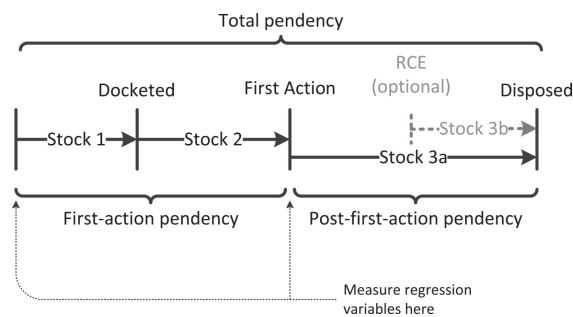 Total pendency
RCE
(optional)
Docketed
First Action
Disposed
Stock 1
Stock 2
Stock 3b
Stock 3a
First-action pendency
Post-first-action pendency
Measure regression
variables here